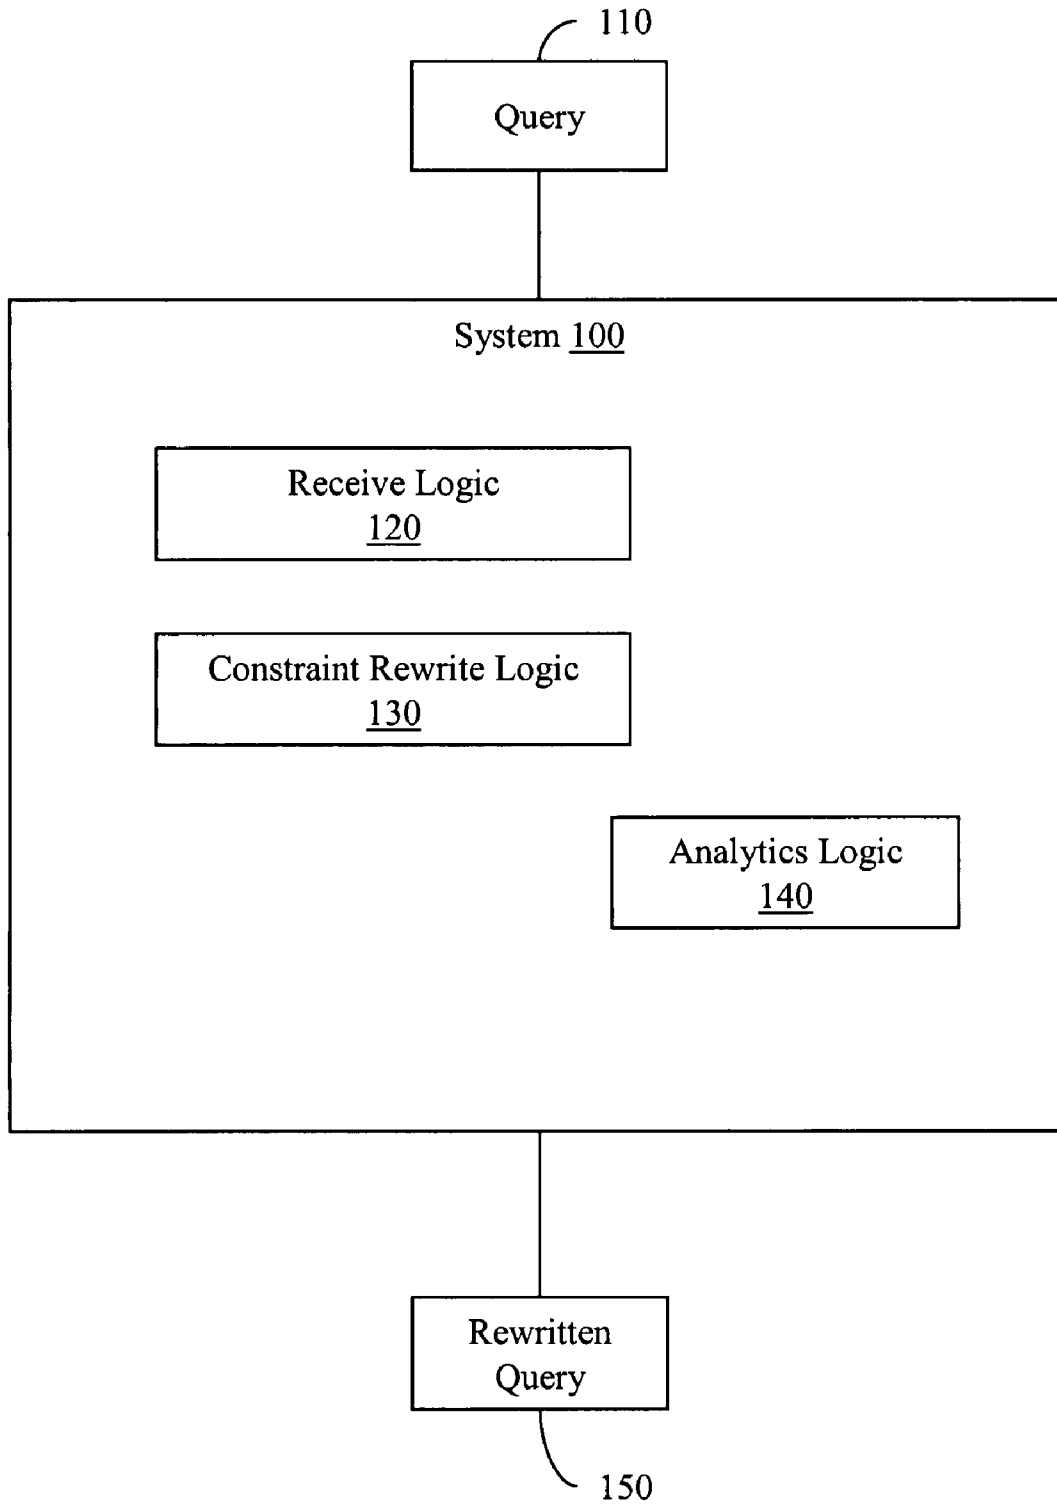 110
Query
System 100
Receive Logic
120
Constraint Rewrite Logic
130
Analytics Logic
140
Rewritten
Query
150